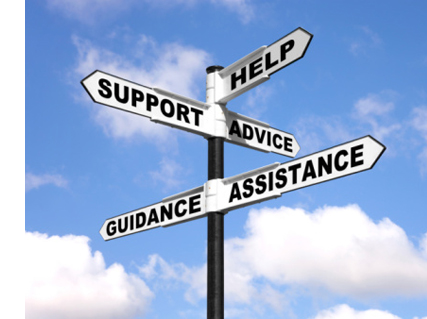 HELP
SUPPORT
ADVICE
ASSISTANCE
GUIDANCE